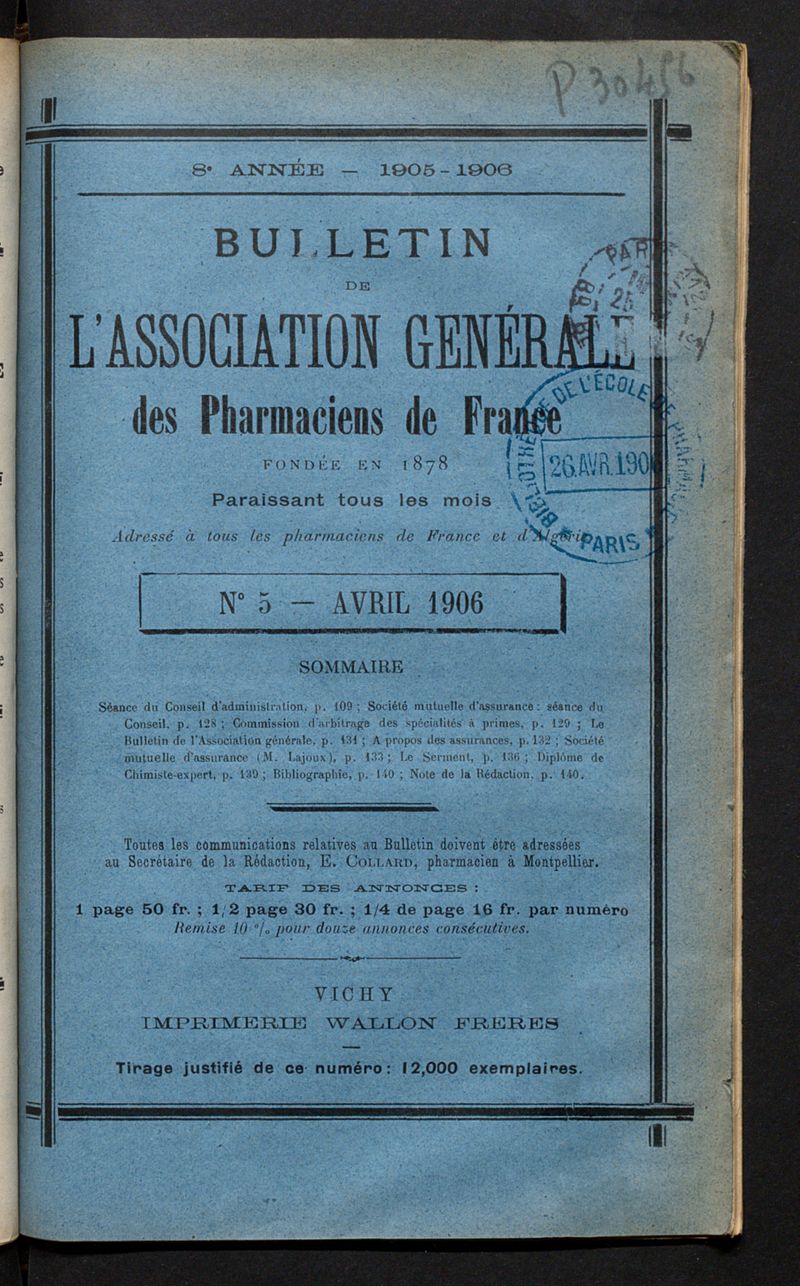 P 30456
8e ANNÉE — 1905-1906
BULLETIN
DE
L'ASSOCIATION GENÉRALE
des Pharmaciens de France
FONDÉE EN 1878
Paraissant tous les mois
Adressé à tous les pharmaciens de France et d'Algérie
PAR
25
BIBLIOTHÈQUE DE L'ÉCOLE DE PHARMACIE
26 AVR. 190
PARIS
N° 5 — AVRIL 1906
SOMMAIRE
Séance du Conseil d'administration, p. 109 ; Société mutuelle d'assurance : séance du
Conseil, p. 128 ; Commission d'arbitrage des spécialités à primes, p. 129 ; Le
Bulletin de l'Association générale, p. 131 ; A propos des assurances, p. 132 ; Société
mutuelle d'assurance (M. Lajoux), p. 133 ; Le Serment, p. 136 ; Diplôme de
Chimiste-expert, p. 139 ; Bibliographie, p. 140 ; Note de la Rédaction, p. 140.
Toutes les communications relatives au Bulletin doivent être adressées
au Secrétaire de la Rédaction, E. COLLARD, pharmacien à Montpellier.
TARIF DES ANNONCES :
1 page 50 fr. ; 1/2 page 30 fr. ; 1/4 de page 16 fr. par numéro
Remise 10 % pour douze annonces consécutives.
VICHY
IMPRIMERIE WALLON FRERES
Tirage justifié de ce numéro : 12,000 exemplaires.